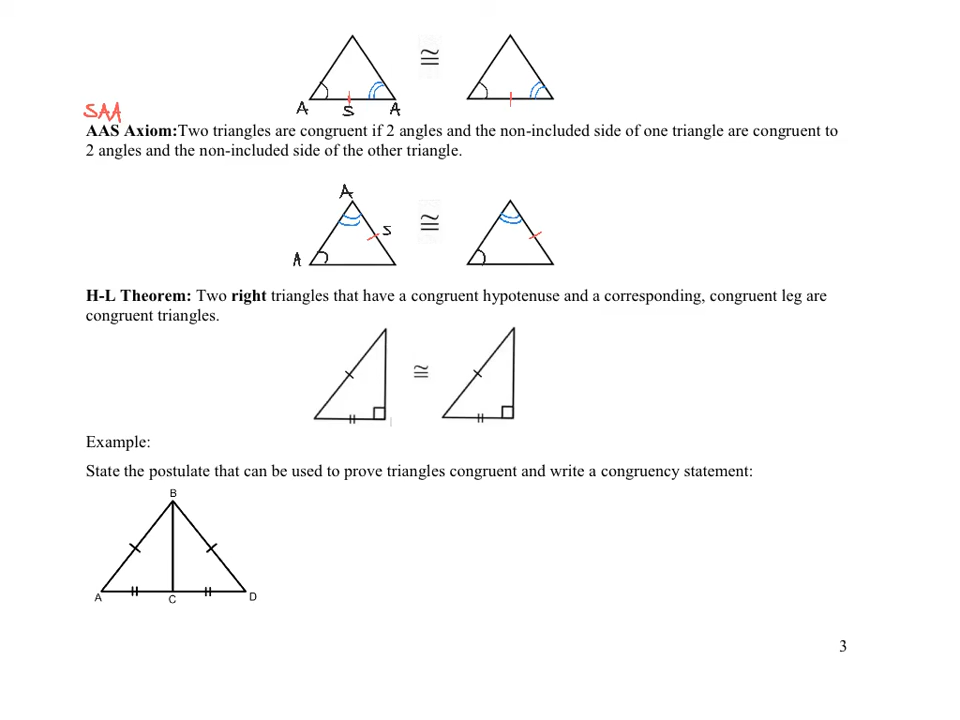 ≅
A S A
SAA
AAS Axiom:Two triangles are congruent if 2 angles and the non-included side of one triangle are congruent to
2 angles and the non-included side of the other triangle.
A
S
≅
A
H-L Theorem: Two right triangles that have a congruent hypotenuse and a corresponding, congruent leg are
congruent triangles.
≅
Example:
State the postulate that can be used to prove triangles congruent and write a congruency statement:
B
A C D
3